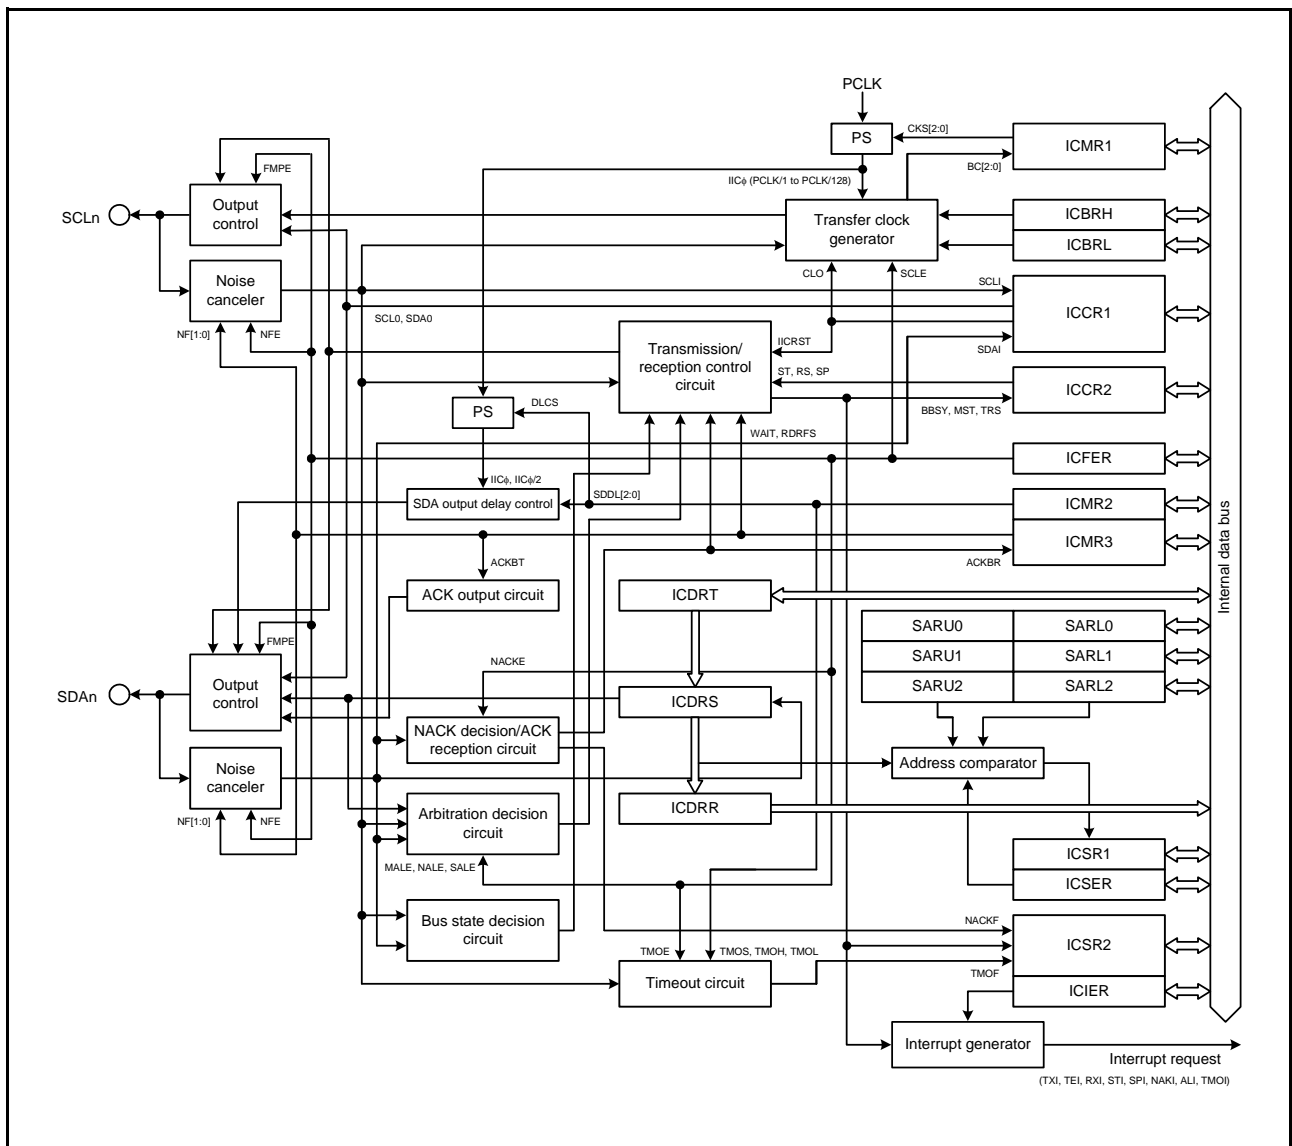 PCLK
PS
CKS[2:0]
ICMR1
BC[2:0]
FMPE
IICϕ (PCLK/1 to PCLK/128)
SCLn
Output
control
Transfer clock
generator
ICBRH
ICBRL
Noise
canceler
CLO
SCLE
SCLI
ICCR1
SCL0, SDA0
NF[1:0]
NFE
Transmission/
reception control
circuit
IICRST
SDAI
ST, RS, SP
ICCR2
BBSY, MST, TRS
PS
DLCS
WAIT, RDRFS
ICFER
IICϕ, IICϕ/2
SDA output delay control
SDDL[2:0]
ICMR2
ICMR3
ACKBT
ACKBR
Internal data bus
ACK output circuit
ICDRT
SARU0
SARL0
FMPE
SARU1
SARL1
NACKE
SDAn
Output
control
ICDRS
SARU2
SARL2
NACK decision/ACK
reception circuit
Address comparator
Noise
canceler
Arbitration decision
circuit
ICDRR
NF[1:0]
NFE
MALE, NALE, SALE
ICSR1
ICSER
Bus state decision
circuit
NACKF
ICSR2
TMOE
TMOS, TMOH, TMOL
TMOF
Timeout circuit
ICIER
Interrupt generator
Interrupt request
(TXI, TEI, RXI, STI, SPI, NAKI, ALI, TMOI)